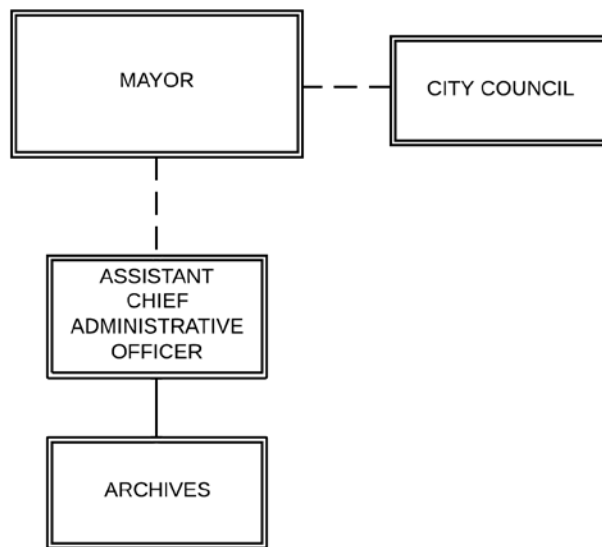 MAYOR
CITY COUNCIL
ASSISTANT
CHIEF
ADMINISTRATIVE
OFFICER
ARCHIVES